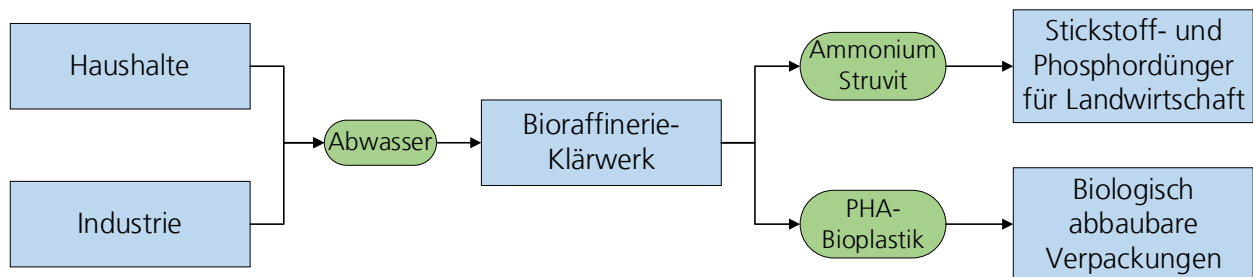 Haushalte
Industrie
Abwasser
Bioraffinerie-
Klärwerk
Ammonium
Struvit
Stickstoff- und
Phosphordünger
für Landwirtschaft
PHA-
Bioplastik
Biologisch
abbaubare
Verpackungen